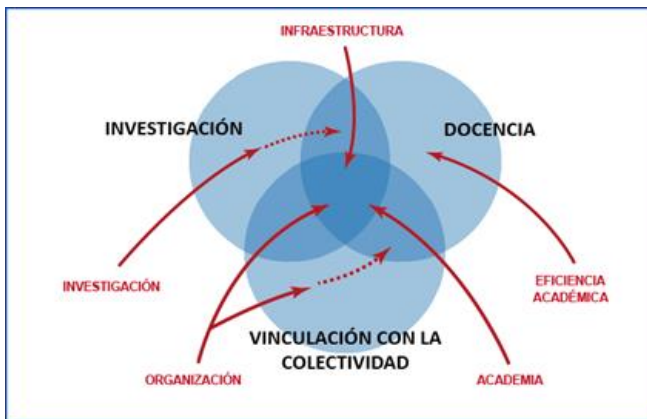 INFRAESTRUCTURA
INVESTIGACIÓN
DOCENCIA
INVESTIGACIÓN
EFICIENCIA
ACADÉMICA
VINCULACIÓN CON LA
COLECTIVIDAD
ORGANIZACIÓN
ACADEMIA